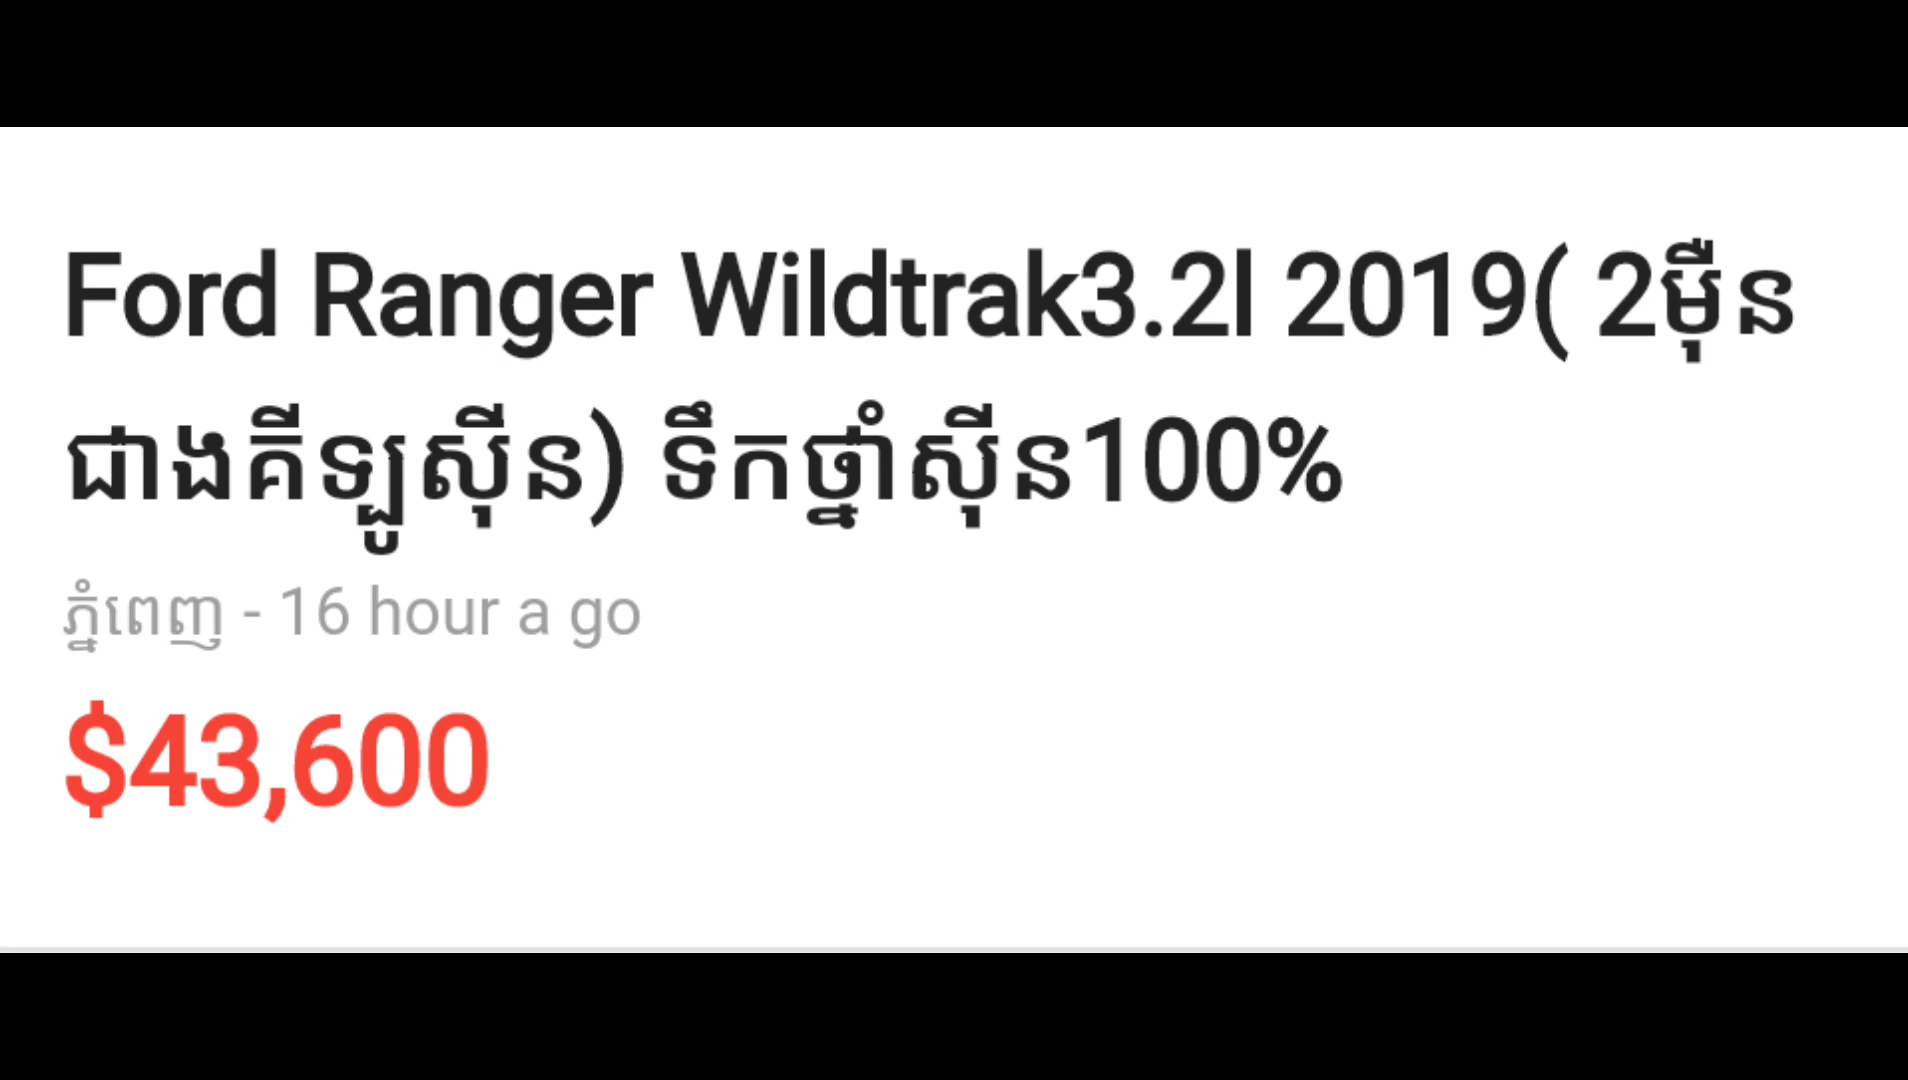 Ford Ranger Wildtrak3.2l 2019( 2ម៉ឺន
ជាងគីឡូស៊ីន) ទឹកថ្នាំស៊ីន100%
ភ្នំពេញ - 16 hour a go
$43,600